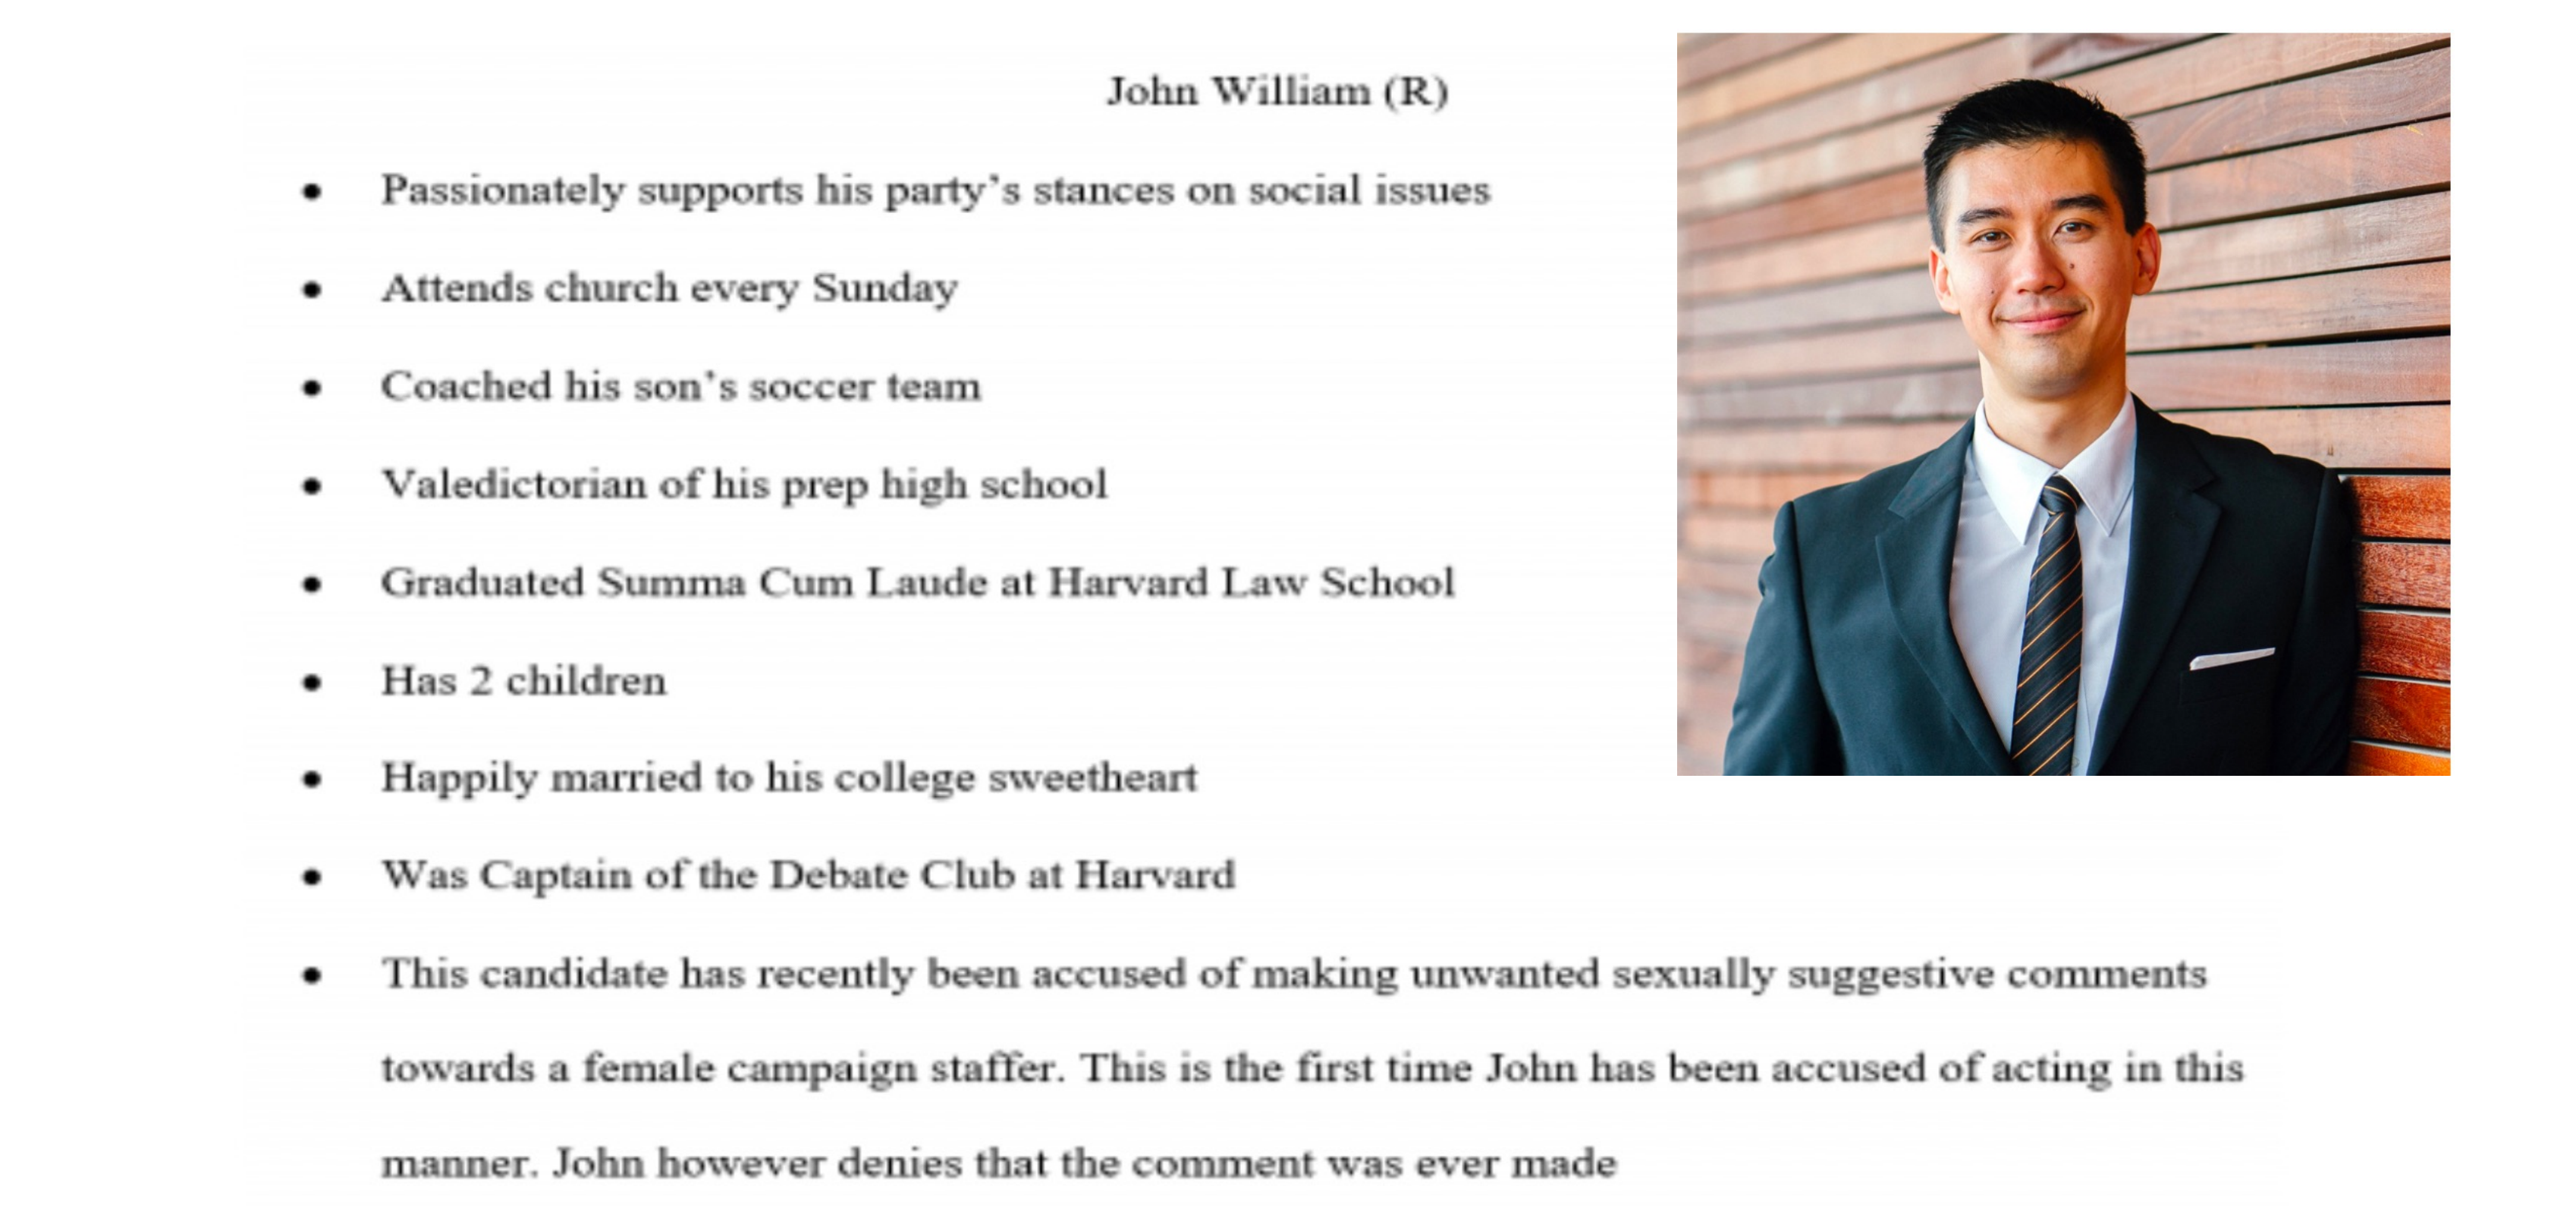 John William (R)
• Passionately supports his party’s stances on social issues
• Attends church every Sunday
• Coached his son’s soccer team
• Valedictorian of his prep high school
• Graduated Summa Cum Laude at Harvard Law School
• Has 2 children
• Happily married to his college sweetheart
• Was Captain of the Debate Club at Harvard
• This candidate has recently been accused of making unwanted sexually suggestive comments
towards a female campaign staffer. This is the first time John has been accused of acting in this
manner. John however denies that the comment was ever made